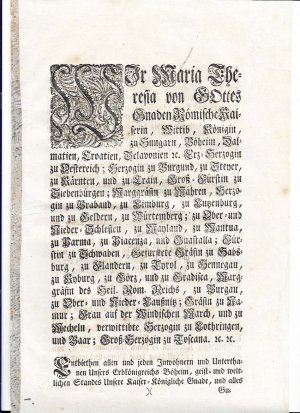 WIr Maria The-
resia von GOttes
Gnaden Römische Kai-
serin, Wittib, Königin,
zu Hungarn, Böheim, Dal-
matien, Croatien, Sclavonien ꝛc. Ertz-Herzogin
zu Oesterreich; Herzogin zu Burgund, zu Steyer,
zu Kärnten, und zu Crain, Groß-Fürstin zu
Siebenbürgen; Marggräfin zu Mähren, Herzo-
gin zu Braband, zu Limburg, zu Luxenburg,
und zu Geldern, zu Würtemberg; zu Ober- und
Nieder-Schlesien, zu Mayland, zu Mantua,
zu Parma, zu Piacenza, und Guastalla; Für-
stin zu Schwaben, Gefürstete Gräfin zu Habs-
burg, zu Flandern, zu Tyrol, zu Hennegau,
zu Kyburg, zu Görz, und zu Gradisca, Marg-
gräfin des Heil. Röm. Reichs, zu Burgau,
zu Ober- und Nieder-Laußnitz; Gräfin zu Na-
mur; Frau auf der Windischen March, und zu
Mecheln, verwittibte Herzogin zu Lothringen,
und Baar; Groß-Herzogin zu Toscana. ꝛc. ꝛc.
Entbiethen allen und jeden Inwohnern und Untertha-
nen Unsers Erbkönigreichs Böheim, geist- und welt-
lichen Standes Unsere Kaiser-Königliche Gnade, und alles
)( Gu-